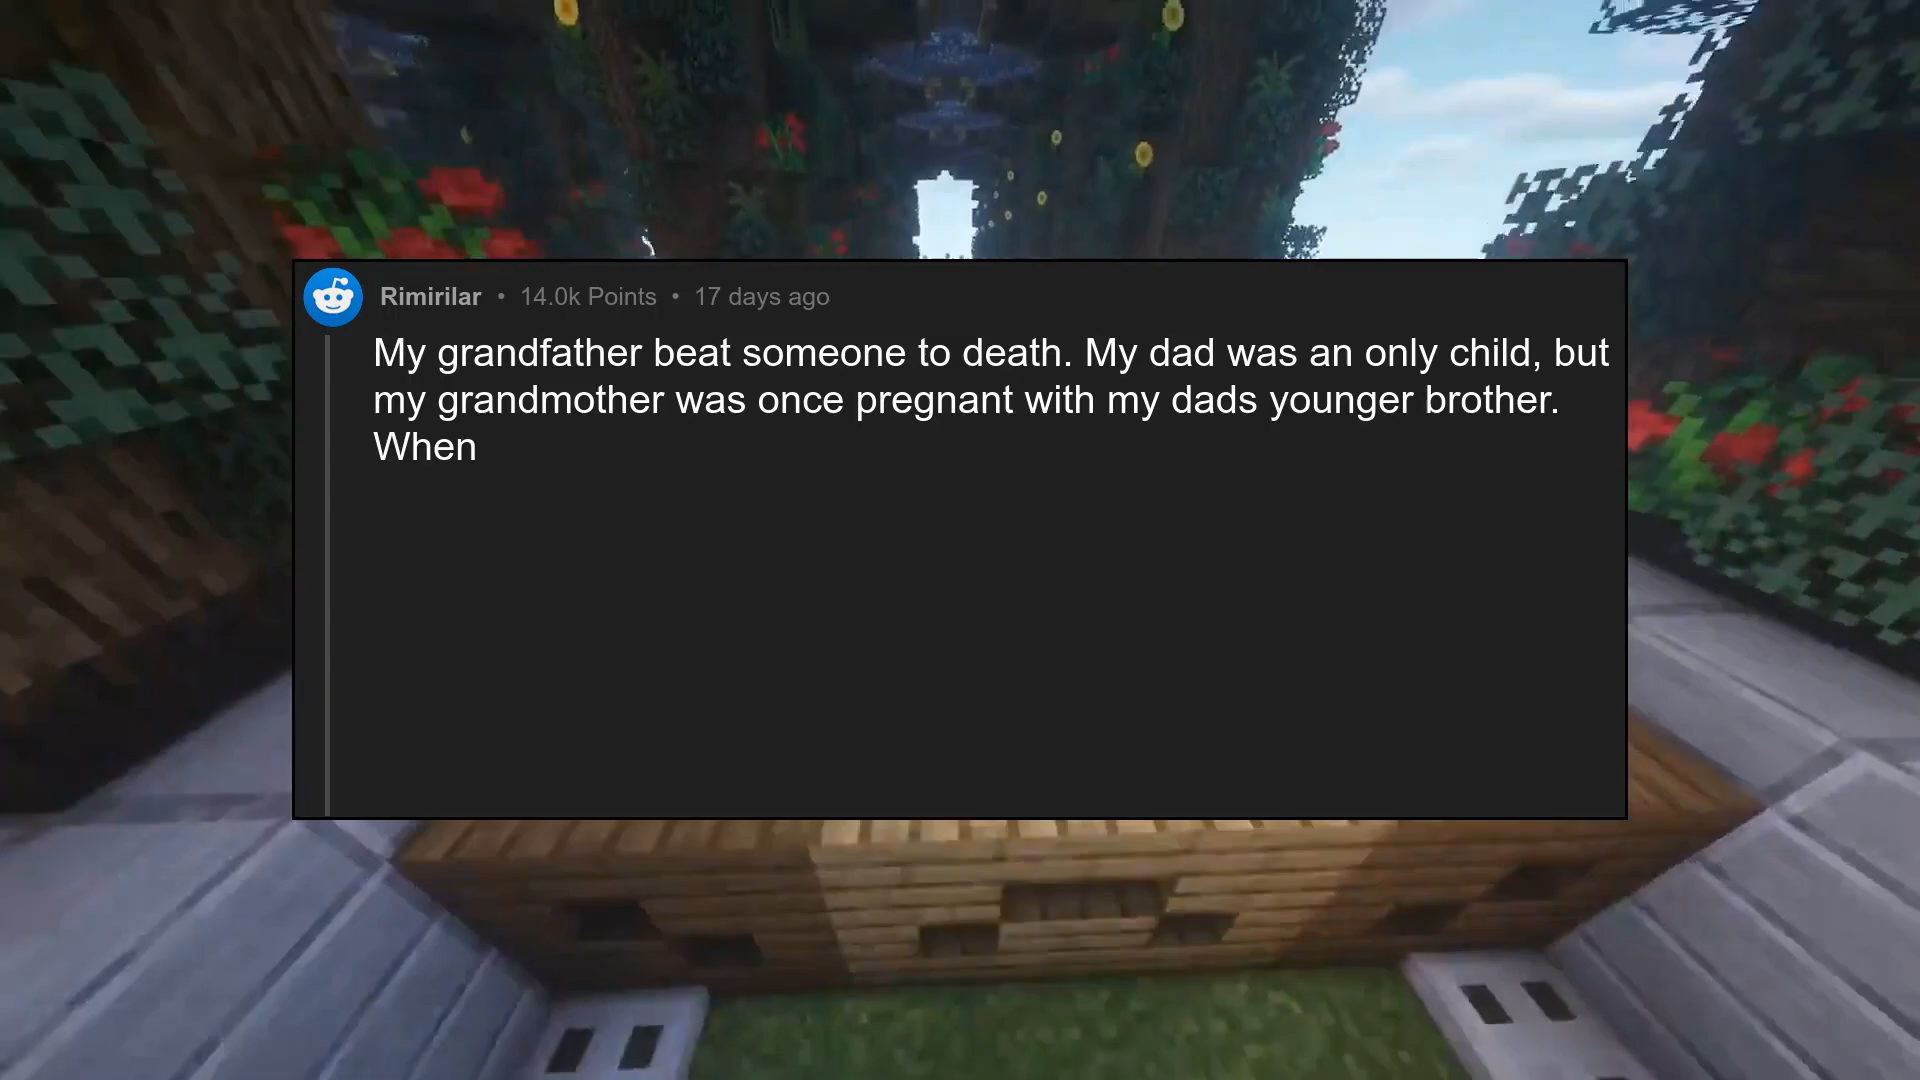 Rimirilar • 14.0k Points • 17 days ago
My grandfather beat someone to death. My dad was an only child, but
my grandmother was once pregnant with my dads younger brother.
When